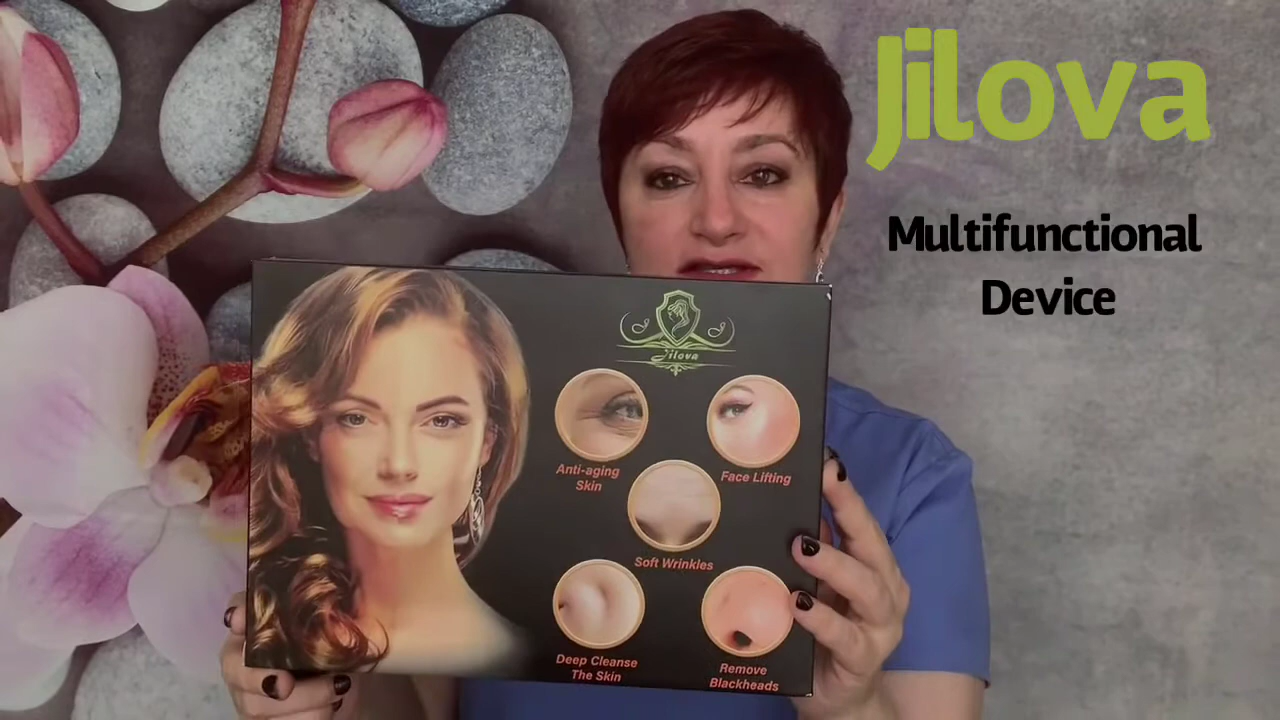 Jilova
Multifunctional
Device
Jilova
Anti-aging
Skin
Face Lifting
Soft Wrinkles
Deep Cleanse
The Skin
Remove
Blackheads